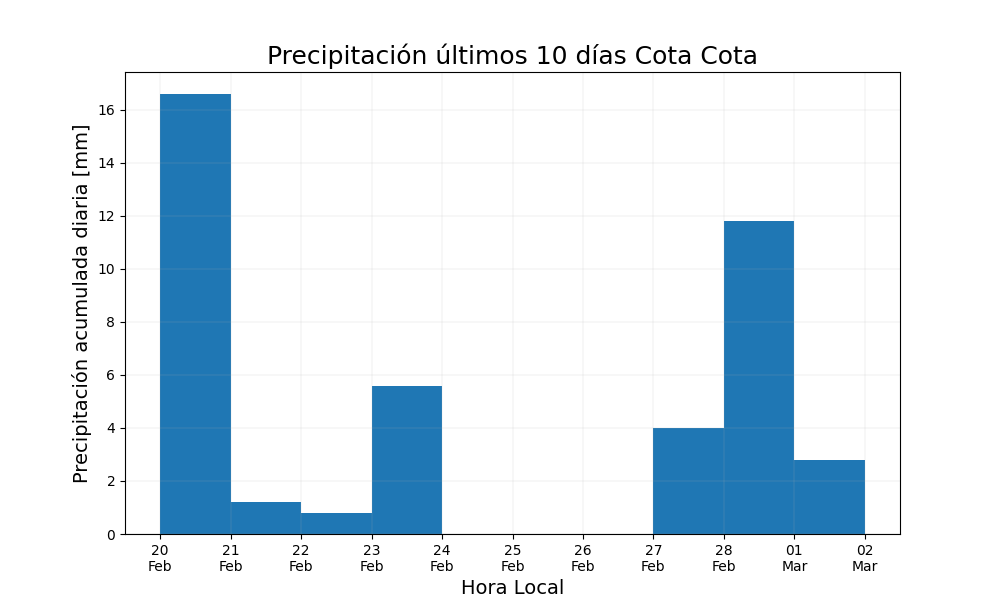 Precipitación últimos 10 días Cota Cota
Precipitación acumulada diaria [mm]
16
14
12
10
8
6
4
2
0
20 21 22 23 24 25 26 27 28 01 02
Feb Feb Feb Feb Feb Feb Feb Feb Feb Mar Mar
Hora Local